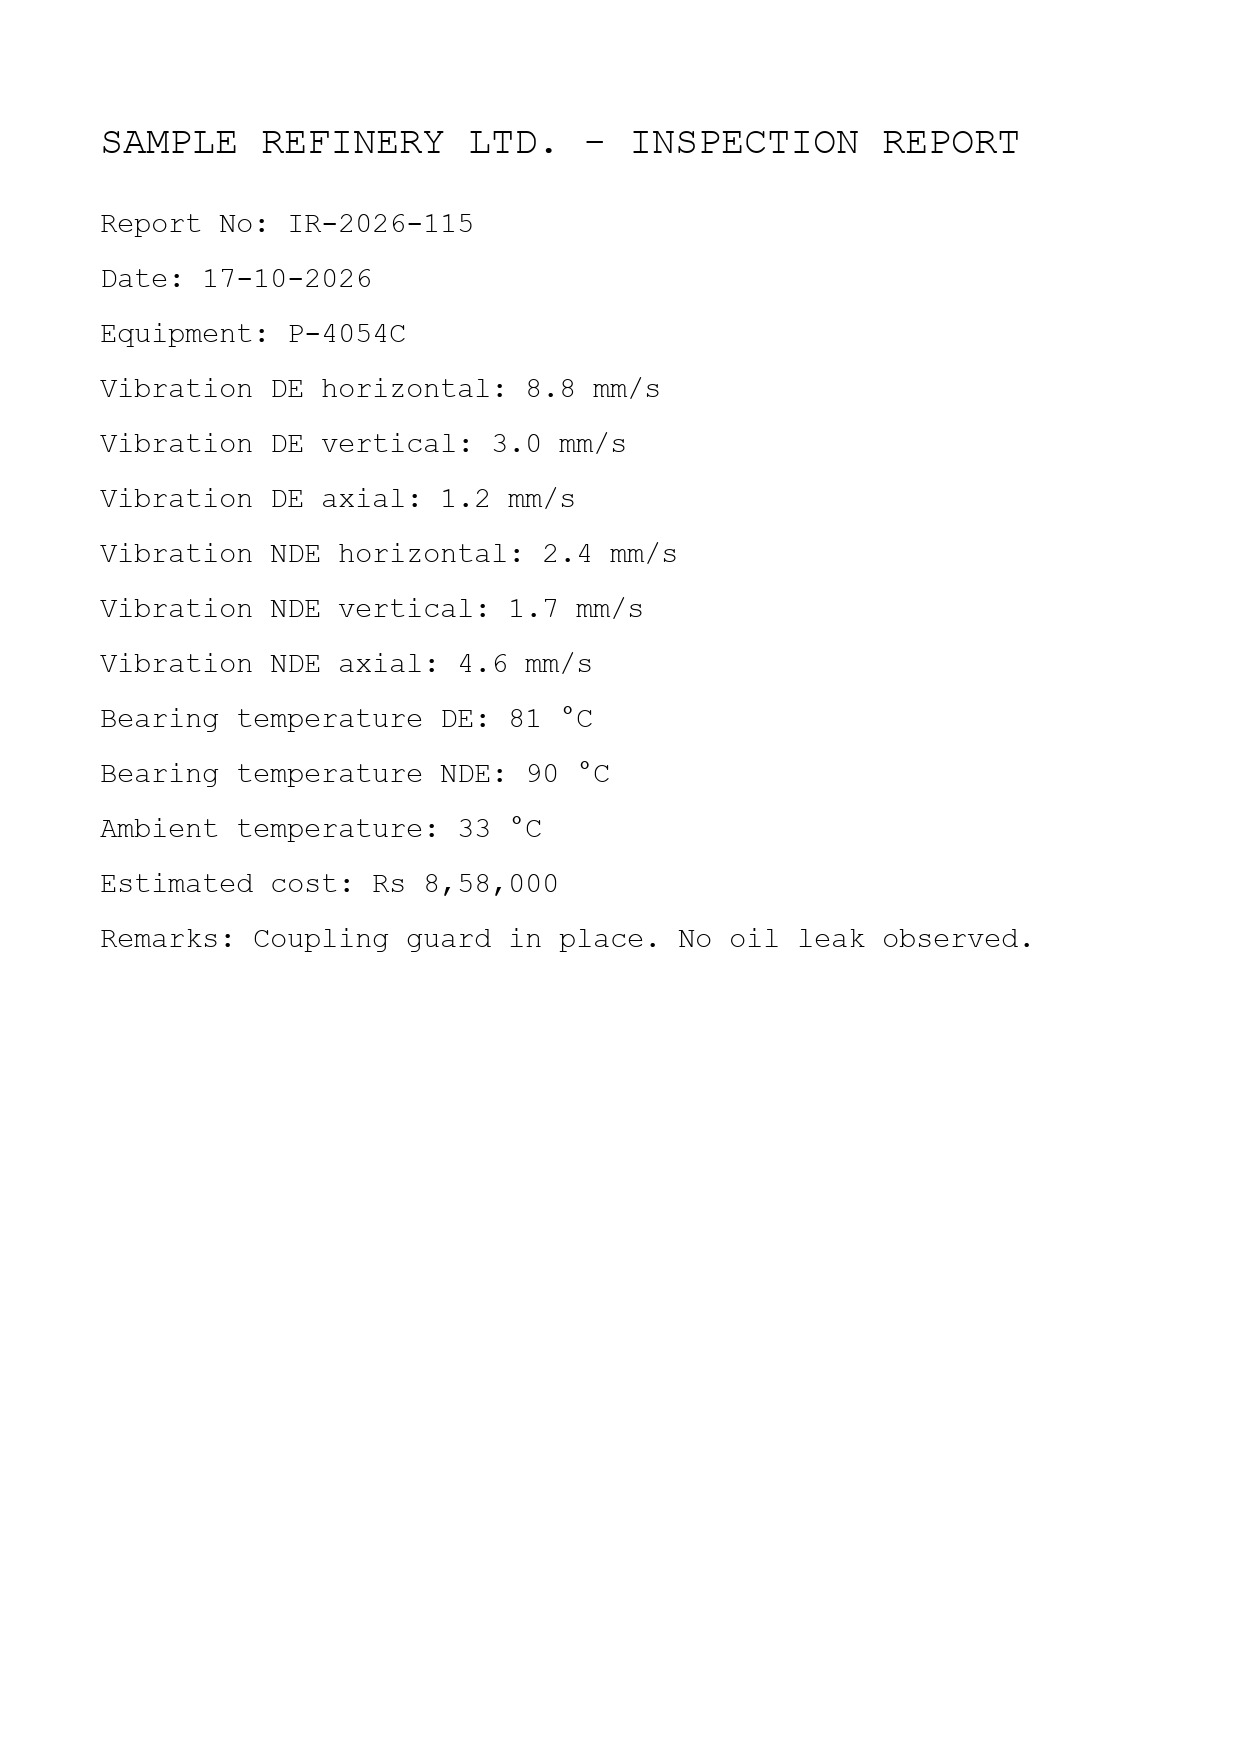 SAMPLE REFINERY LTD. - INSPECTION REPORT
Report No: IR-2026-115
Date: 17-10-2026
Equipment: P-4054C
Vibration DE horizontal: 8.8 mm/s
Vibration DE vertical: 3.0 mm/s
Vibration DE axial: 1.2 mm/s
Vibration NDE horizontal: 2.4 mm/s
Vibration NDE vertical: 1.7 mm/s
Vibration NDE axial: 4.6 mm/s
Bearing temperature DE: 81 °C
Bearing temperature NDE: 90 °C
Ambient temperature: 33 °C
Estimated cost: Rs 8,58,000
Remarks: Coupling guard in place. No oil leak observed.